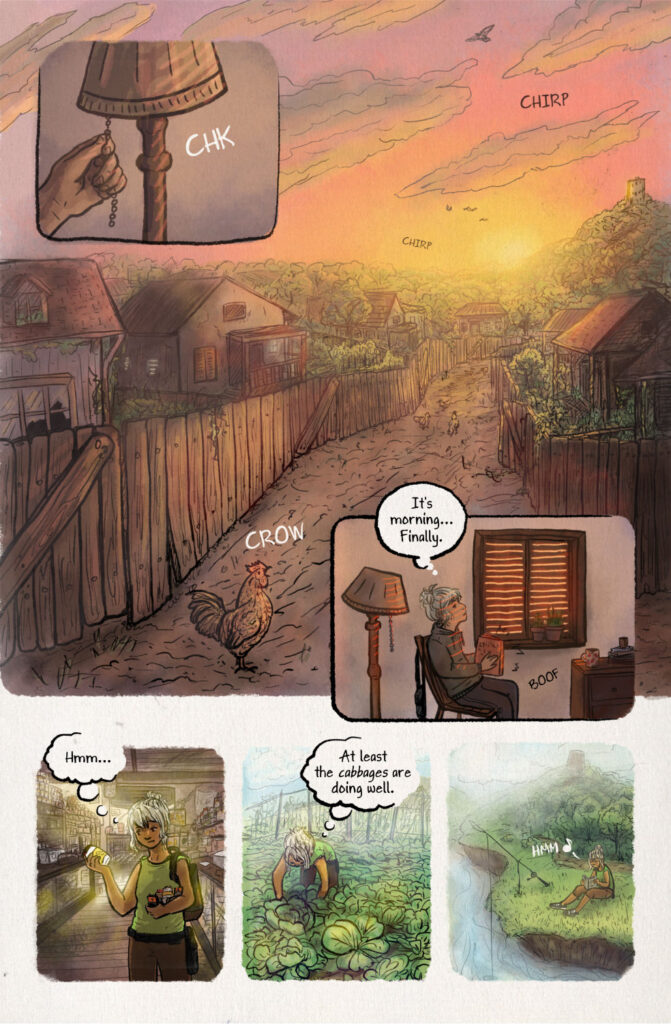 CHK
CHIRP
CHIRP
CROW
It's
morning...
Finally.
BOOF
Hmm...
At least
the cabbages are
doing well.
HMM